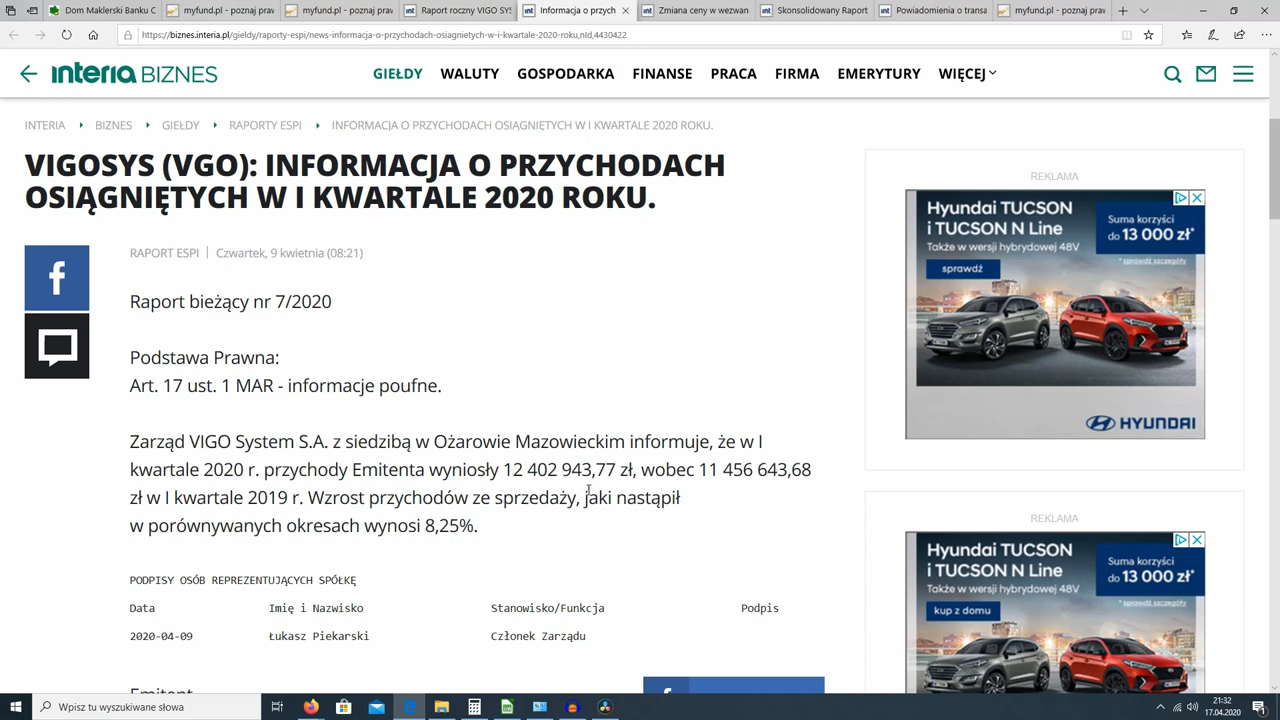 Dom Maklerski Banku C
myfund.pl - poznaj praw
myfund.pl - poznaj praw
Raport roczny VIGO SYS
Informacja o przych
Zmiana ceny w wezwan
Skonsolidowany Raport
Powiadomienia o transa
myfund.pl - poznaj praw
https://biznes.interia.pl/gieldy/raporty-espi/news-informacja-o-przychodach-osiagnietych-w-i-kwartale-2020-roku,nId,4430422
interia BIZNES
GIEŁDY WALUTY GOSPODARKA FINANSE PRACA FIRMA EMERYTURY WIĘCEJ
INTERIA BIZNES GIEŁDY RAPORTY ESPI INFORMACJA O PRZYCHODACH OSIĄGNIĘTYCH W I KWARTALE 2020 ROKU.
VIGOSYS (VGO): INFORMACJA O PRZYCHODACH
OSIĄGNIĘTYCH W I KWARTALE 2020 ROKU.
RAPORT ESPI | Czwartek, 9 kwietnia (08:21)
Raport bieżący nr 7/2020
Podstawa Prawna:
Art. 17 ust. 1 MAR - informacje poufne.
Zarząd VIGO System S.A. z siedzibą w Ożarowie Mazowieckim informuje, że w I
kwartale 2020 r. przychody Emitenta wyniosły 12 402 943,77 zł, wobec 11 456 643,68
zł w I kwartale 2019 r. Wzrost przychodów ze sprzedaży, jaki nastąpił
w porównywanych okresach wynosi 8,25%.
PODPISY OSÓB REPREZENTUJĄCYCH SPÓŁKĘ
Data Imię i Nazwisko Stanowisko/Funkcja Podpis
2020-04-09 Łukasz Piekarski Członek Zarządu
Emitent
REKLAMA
Hyundai TUCSON
i TUCSON N Line
Także w wersji hybrydowej 48V
sprawdź
Suma korzyści
do 13 000 zł*
*sprawdź szczegóły
HYUNDAI
REKLAMA
Hyundai TUCSON
i TUCSON N Line
Także w wersji hybrydowej 48V
kup z domu
Suma korzyści
do 13 000 zł*
*sprawdź szczegóły
Wpisz tu wyszukiwane słowa
21:32
17.04.2020